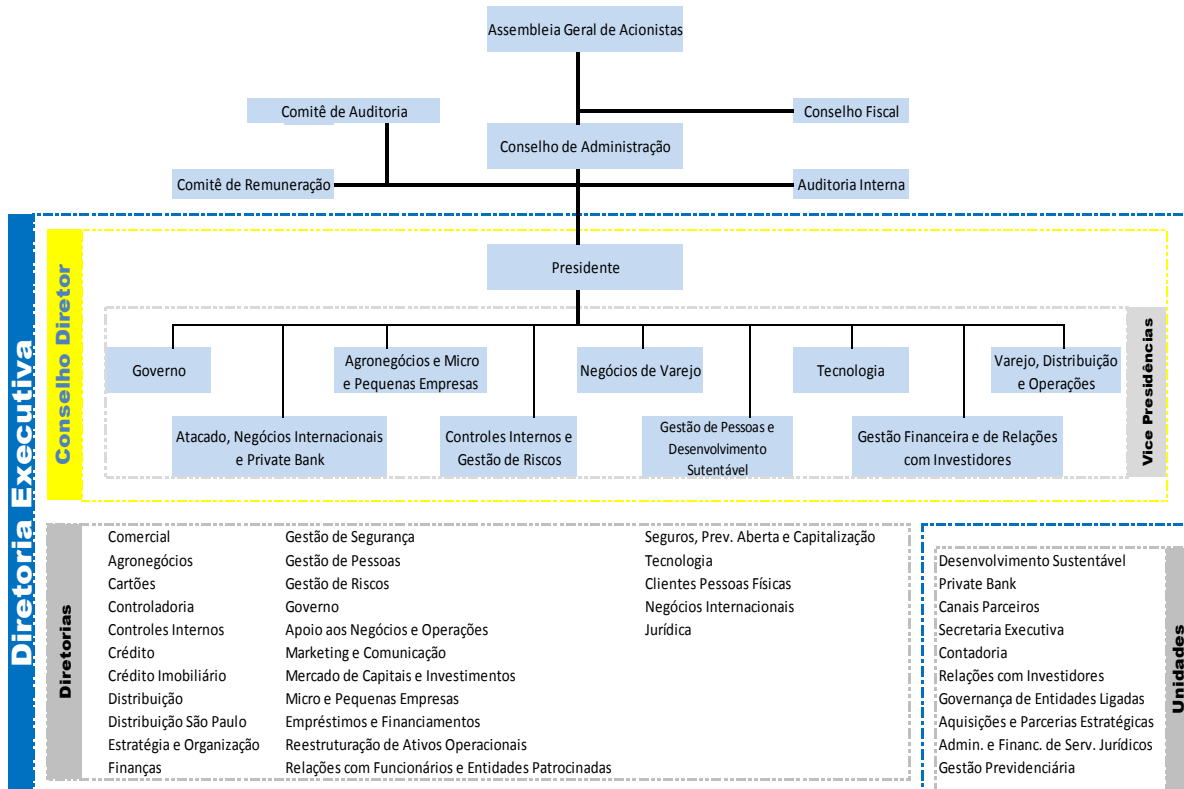 Assembleia Geral de Acionistas
Comitê de Auditoria
Conselho Fiscal
Conselho de Administração
Comitê de Remuneração
Auditoria Interna
Diretoria Executiva
Conselho Diretor
Presidente
Vice Presidências
Governo
Agronegócios e Micro
e Pequenas Empresas
Negócios de Varejo
Tecnologia
Varejo, Distribuição
e Operações
Atacado, Negócios Internacionais
e Private Bank
Controles Internos e
Gestão de Riscos
Gestão de Pessoas e
Desenvolvimento
Sutentável
Gestão Financeira e de Relações
com Investidores
Diretorias
Comercial
Agronegócios
Cartões
Controladoria
Controles Internos
Crédito
Crédito Imobiliário
Distribuição
Distribuição São Paulo
Estratégia e Organização
Finanças
Gestão de Segurança
Gestão de Pessoas
Gestão de Riscos
Governo
Apoio aos Negócios e Operações
Marketing e Comunicação
Mercado de Capitais e Investimentos
Micro e Pequenas Empresas
Empréstimos e Financiamentos
Reestruturação de Ativos Operacionais
Relações com Funcionários e Entidades Patrocinadas
Seguros, Prev. Aberta e Capitalização
Tecnologia
Clientes Pessoas Físicas
Negócios Internacionais
Jurídica
Desenvolvimento Sustentável
Private Bank
Canais Parceiros
Secretaria Executiva
Contadoria
Relações com Investidores
Governança de Entidades Ligadas
Aquisições e Parcerias Estratégicas
Admin. e Financ. de Serv. Jurídicos
Gestão Previdenciária
Unidades